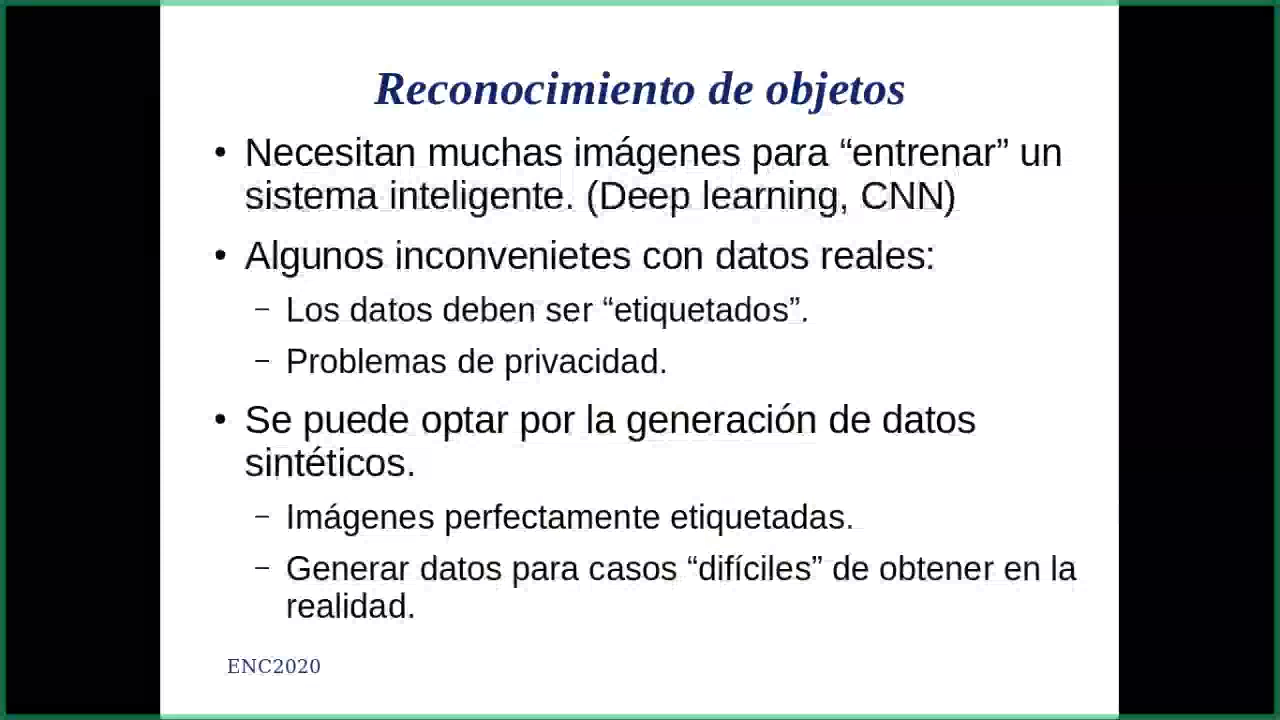 Reconocimiento de objetos
• Necesitan muchas imágenes para “entrenar” un
sistema inteligente. (Deep learning, CNN)
• Algunos inconvenietes con datos reales:
– Los datos deben ser “etiquetados”.
– Problemas de privacidad.
• Se puede optar por la generación de datos
sintéticos.
– Imágenes perfectamente etiquetadas.
– Generar datos para casos “difíciles” de obtener en la
realidad.
ENC2020